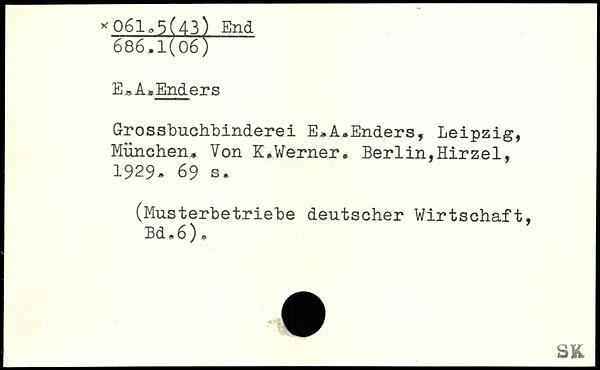 ×061.5(43) End
686.1(06)
E.A.Enders
Grossbuchbinderei E.A.Enders, Leipzig,
München. Von K.Werner. Berlin,Hirzel,
1929. 69 s.
(Musterbetriebe deutscher Wirtschaft,
Bd.6).
SK